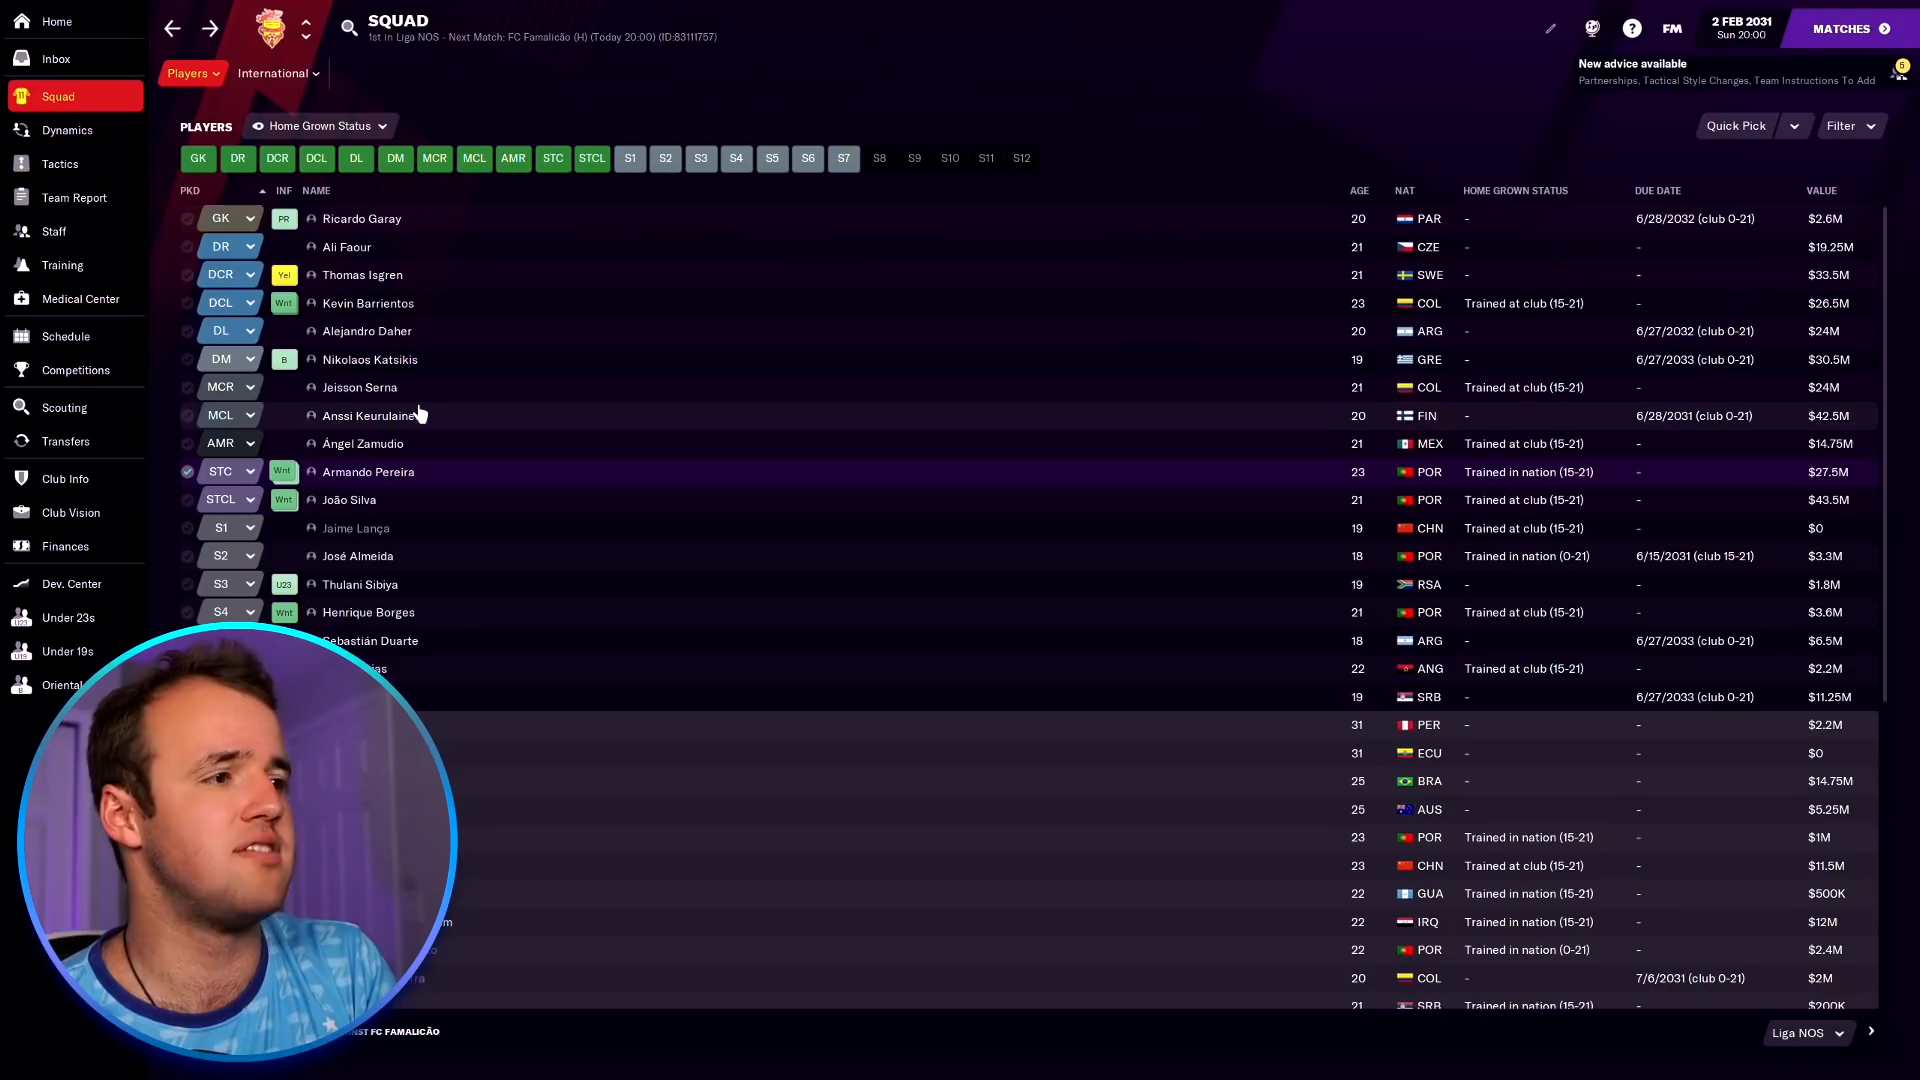 Home
Inbox
Squad
Dynamics
Tactics
Team Report
Staff
Training
Medical Center
Schedule
Competitions
Scouting
Transfers
Club Info
Club Vision
Finances
Dev. Center
Under 23s
Under 19s
Oriental
SQUAD
1st in Liga NOS - Next Match: FC Famalicão (H) (Today 20:00) (ID:83111757)
FM
2 FEB 2031
Sun 20:00
MATCHES
New advice available
Partnerships, Tactical Style Changes, Team Instructions To Add
5
Players
International
PLAYERS Home Grown Status
Quick Pick
Filter
GK DR DCR DCL DL DM MCR MCL AMR STC STCL S1 S2 S3 S4 S5 S6 S7 S8 S9 S10 S11 S12
PKD INF NAME AGE NAT HOME GROWN STATUS DUE DATE VALUE
GK PR Ricardo Garay 20 PAR - 6/28/2032 (club 0-21) $2.6M
DR Ali Faour 21 CZE - - $19.25M
DCR Yel Thomas Isgren 21 SWE - - $33.5M
DCL Wnt Kevin Barrientos 23 COL Trained at club (15-21) - $26.5M
DL Alejandro Daher 20 ARG - 6/27/2032 (club 0-21) $24M
DM B Nikolaos Katsikis 19 GRE - 6/27/2033 (club 0-21) $30.5M
MCR Jeisson Serna 21 COL Trained at club (15-21) - $24M
MCL Anssi Keurulaine 20 FIN - 6/28/2031 (club 0-21) $42.5M
AMR Ángel Zamudio 21 MEX Trained at club (15-21) - $14.75M
STC Wnt Armando Pereira 23 POR Trained in nation (15-21) - $27.5M
STCL Wnt João Silva 21 POR Trained at club (15-21) - $43.5M
S1 Jaime Lança 19 CHN Trained at club (15-21) - $0
S2 José Almeida 18 POR Trained in nation (0-21) 6/15/2031 (club 15-21) $3.3M
S3 U23 Thulani Sibiya 19 RSA - - $1.8M
S4 Wnt Henrique Borges 21 POR Trained at club (15-21) - $3.6M
Sebastián Duarte 18 ARG - 6/27/2033 (club 0-21) $6.5M
ias 22 ANG Trained at club (15-21) - $2.2M
19 SRB - 6/27/2033 (club 0-21) $11.25M
31 PER - - $2.2M
31 ECU - - $0
25 BRA - - $14.75M
25 AUS - - $5.25M
23 POR Trained in nation (15-21) - $1M
23 CHN Trained at club (15-21) - $11.5M
22 GUA Trained in nation (15-21) - $500K
m 22 IRQ Trained in nation (15-21) - $12M
o 22 POR Trained in nation (0-21) - $2.4M
ra 20 COL - 7/6/2031 (club 0-21) $2M
21 SRB Trained in nation (15-21) - $200K
NST FC FAMALICÃO
Liga NOS